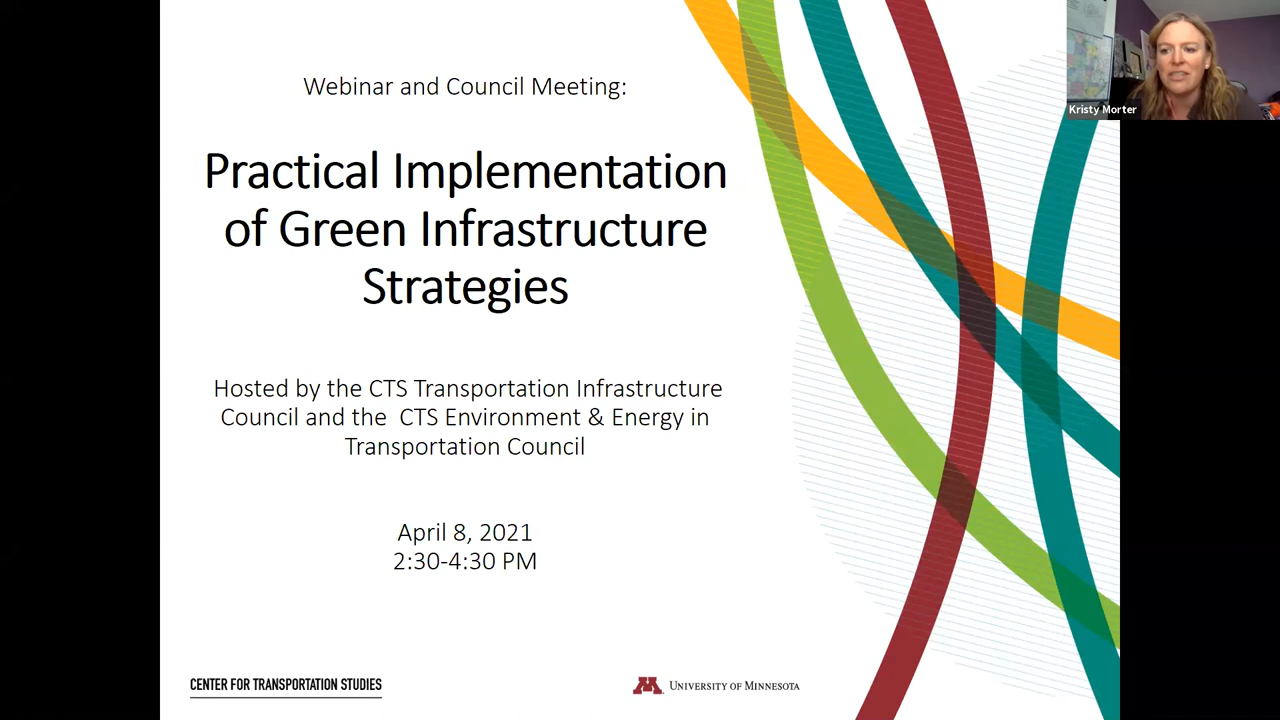 Webinar and Council Meeting:
Practical Implementation
of Green Infrastructure
Strategies
Hosted by the CTS Transportation Infrastructure
Council and the CTS Environment & Energy in
Transportation Council
April 8, 2021
2:30-4:30 PM
CENTER FOR TRANSPORTATION STUDIES
UNIVERSITY OF MINNESOTA
Kristy Morter